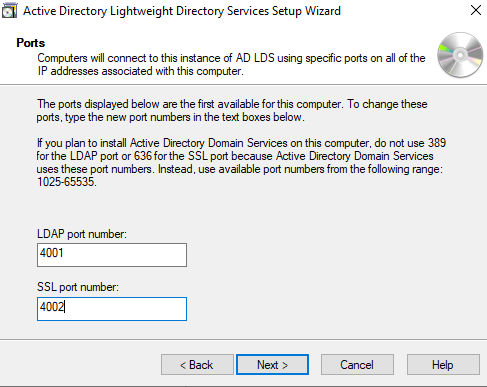 Active Directory Lightweight Directory Services Setup Wizard
Ports
Computers will connect to this instance of AD LDS using specific ports on all of the
IP addresses associated with this computer.
The ports displayed below are the first available for this computer. To change these
ports, type the new port numbers in the text boxes below.
If you plan to install Active Directory Domain Services on this computer, do not use 389
for the LDAP port or 636 for the SSL port because Active Directory Domain Services
uses these port numbers. Instead, use available port numbers from the following range:
1025-65535.
LDAP port number:
4001
SSL port number:
4002
< Back Next > Cancel Help